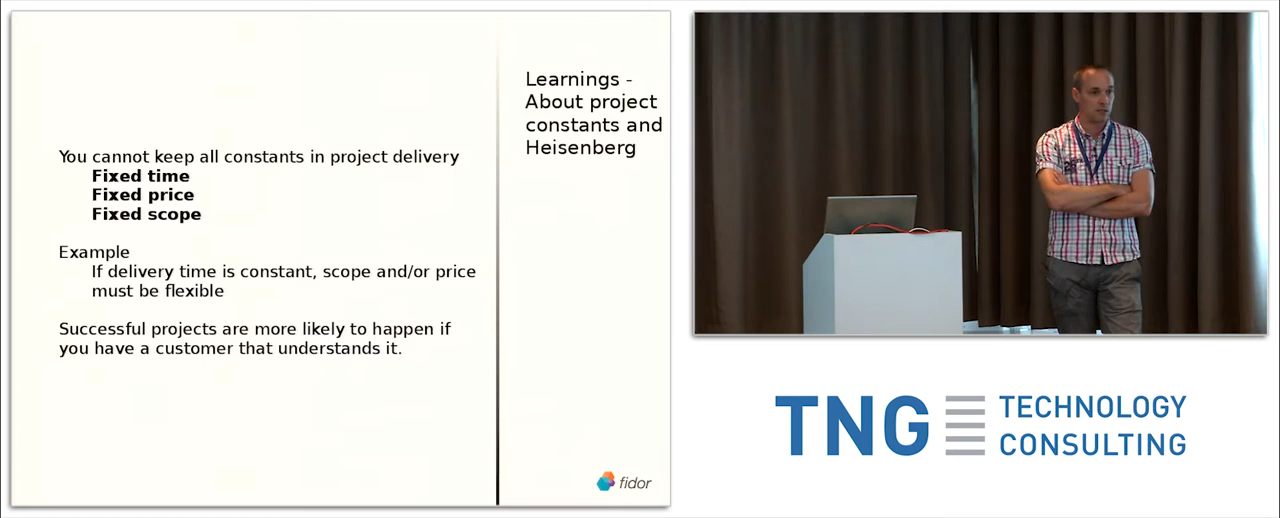 You cannot keep all constants in project delivery
Fixed time
Fixed price
Fixed scope
Example
If delivery time is constant, scope and/or price
must be flexible
Successful projects are more likely to happen if
you have a customer that understands it.
Learnings -
About project
constants and
Heisenberg
fidor
TNG TECHNOLOGY
CONSULTING